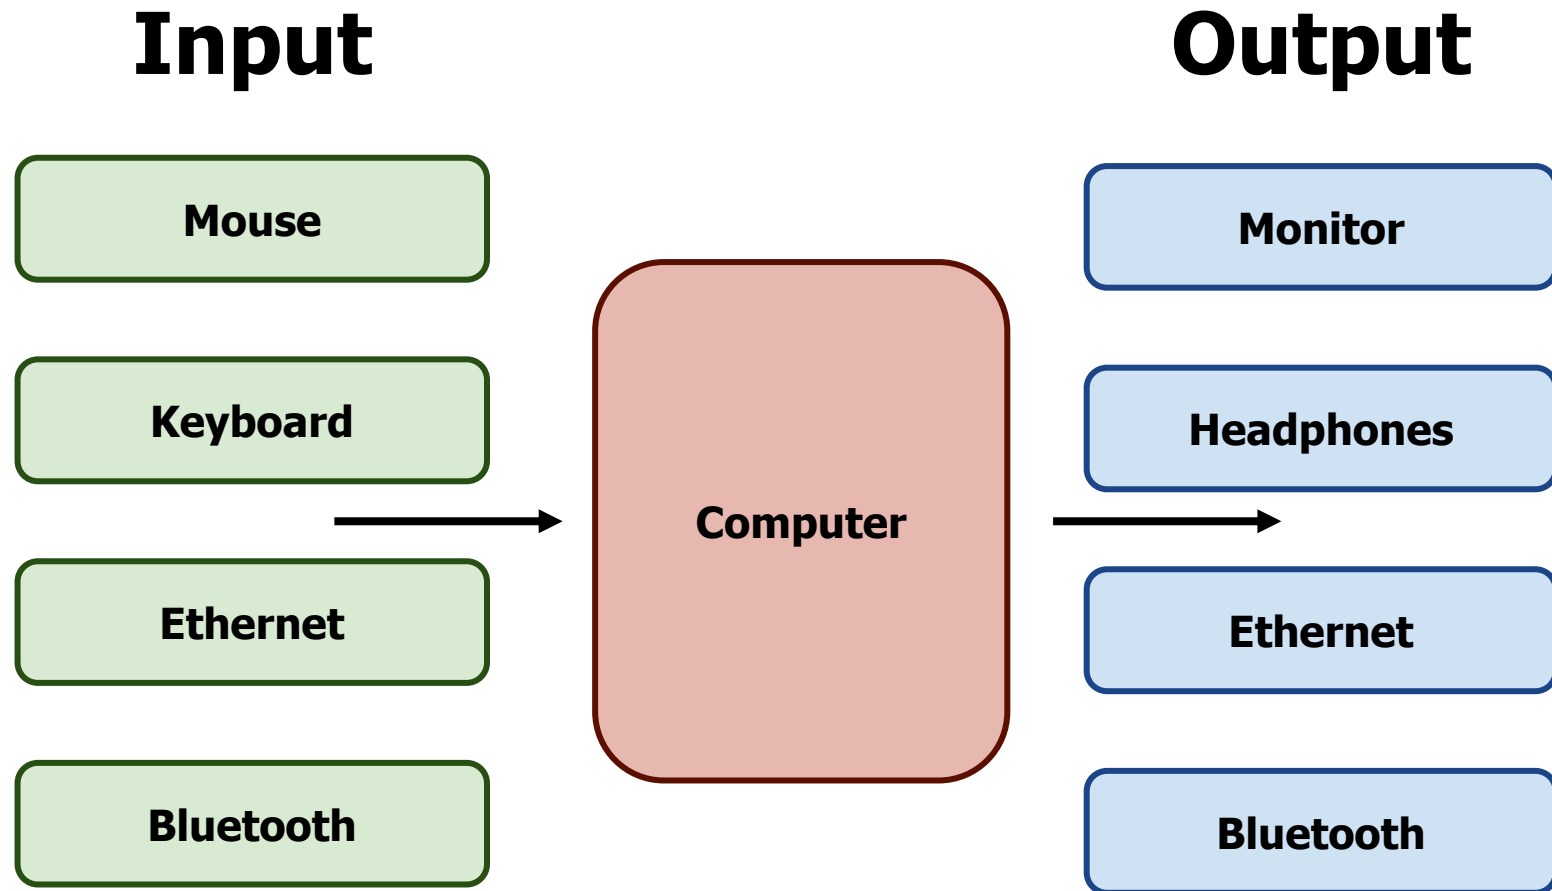 Input
Output
Mouse
Monitor
Keyboard
Headphones
Computer
Ethernet
Ethernet
Bluetooth
Bluetooth